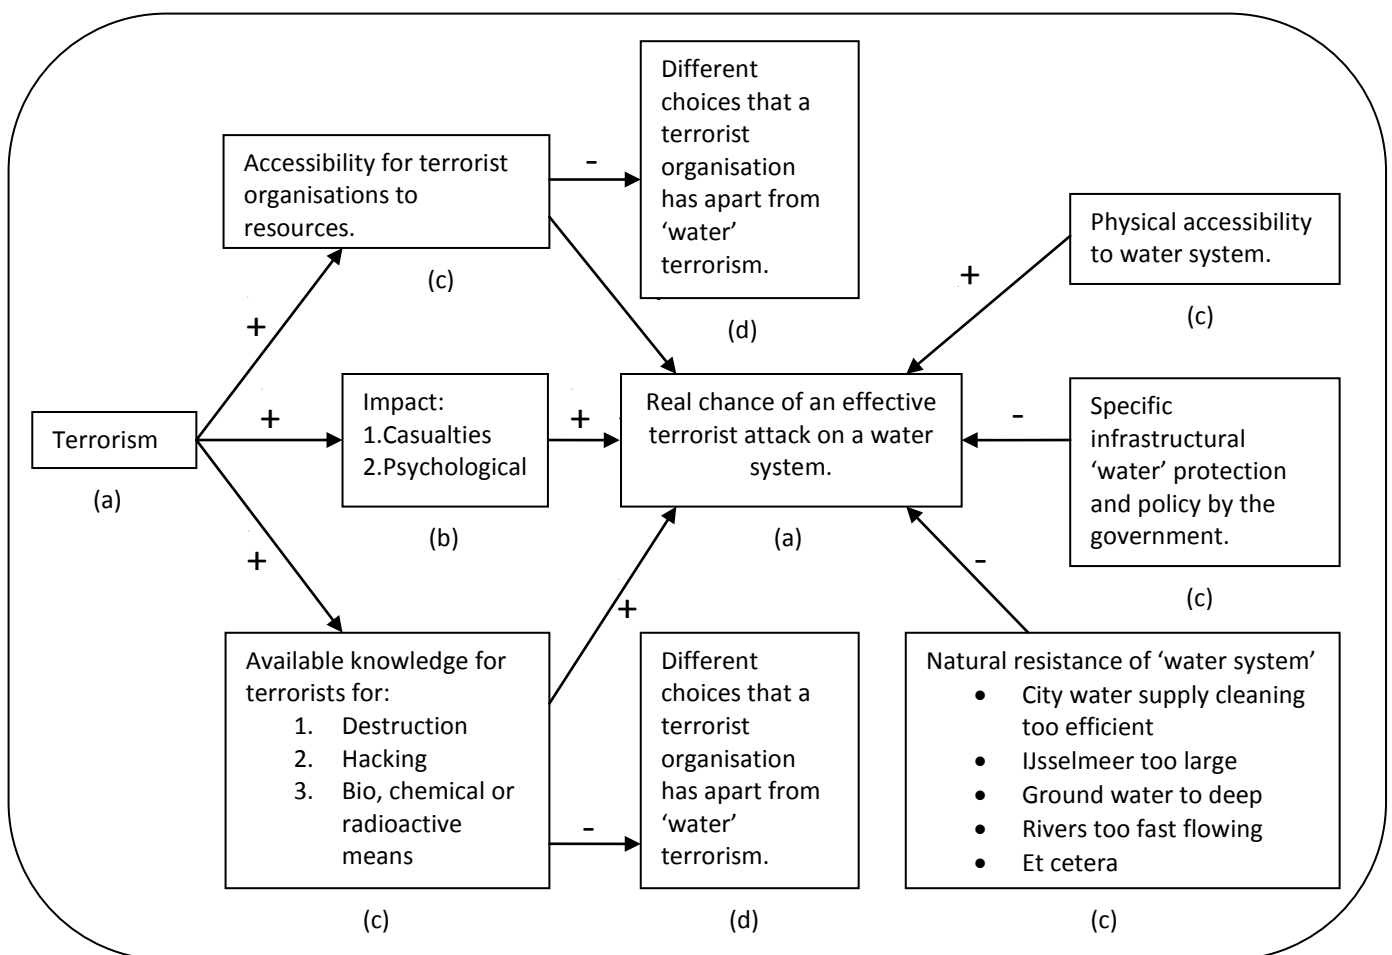 Different
choices that a
terrorist
organisation
has apart from
‘water’
terrorism.
(d)
-
Accessibility for terrorist
organisations to
resources.
(c)
Physical accessibility
to water system.
(c)
+
+
Terrorism
(a)
+
Impact:
1.Casualties
2.Psychological
(b)
+
Real chance of an effective
terrorist attack on a water
system.
(a)
-
Specific
infrastructural
‘water’ protection
and policy by the
government.
(c)
+
+
-
Available knowledge for
terrorists for:
1. Destruction
2. Hacking
3. Bio, chemical or
radioactive
means
(c)
-
Different
choices that a
terrorist
organisation
has apart from
‘water’
terrorism.
(d)
Natural resistance of ‘water system’
• City water supply cleaning
too efficient
• IJsselmeer too large
• Ground water to deep
• Rivers too fast flowing
• Et cetera
(c)